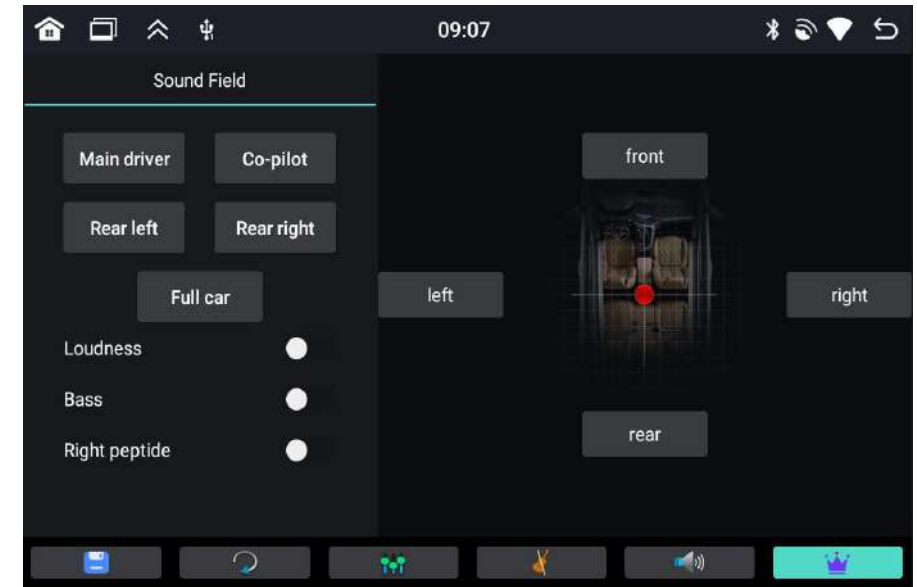 09:07
Sound Field
Main driver
Co-pilot
Rear left
Rear right
Full car
Loudness
Bass
Right peptide
front
left
right
rear